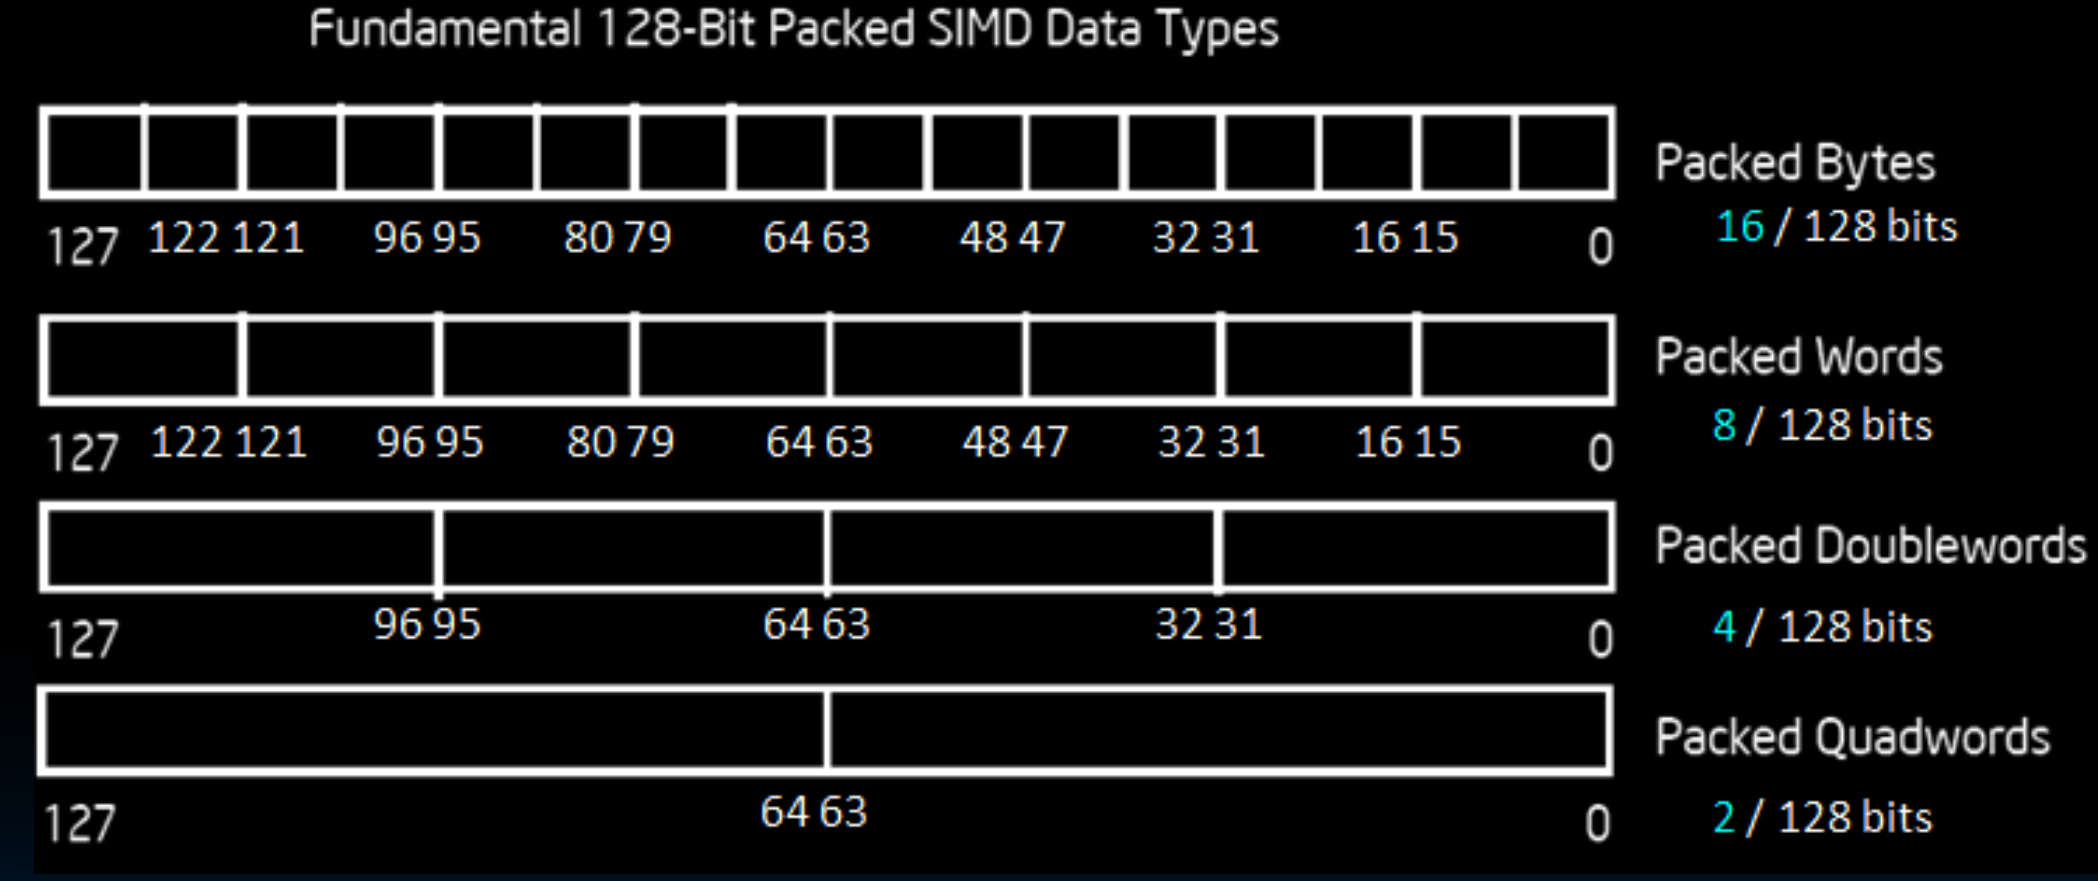 Fundamental 128-Bit Packed SIMD Data Types
Packed Bytes
127 122 121 96 95 80 79 64 63 48 47 32 31 16 15 0
16 / 128 bits
Packed Words
127 122 121 96 95 80 79 64 63 48 47 32 31 16 15 0
8 / 128 bits
Packed Doublewords
127 96 95 64 63 32 31 0
4 / 128 bits
Packed Quadwords
127 64 63 0
2 / 128 bits